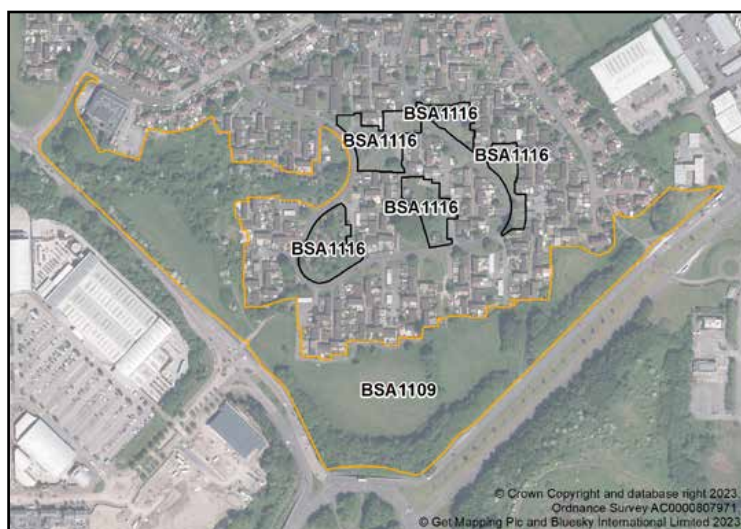 BSA1116
BSA1116
BSA1116
BSA1116
BSA1116
BSA1109
© Crown Copyright and database right 2023.
Ordnance Survey AC0000807971
© Get Mapping Plc and Bluesky International Limited 2023